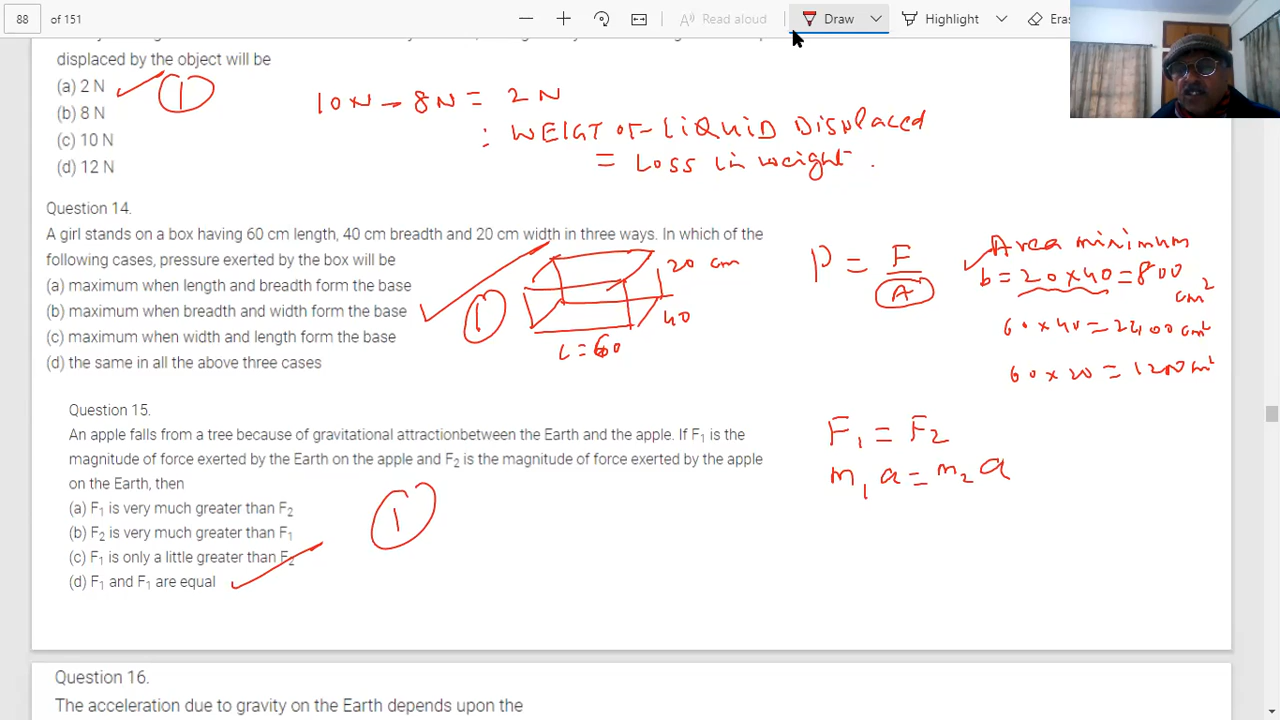 88 of 151
Read aloud
Draw
Highlight
Eras
displaced by the object will be
(a) 2 N
(b) 8 N
(c) 10 N
(d) 12 N
1
10N - 8N = 2N
: WEIGT OF LIQUID DISPlaced
= Loss in weight.
Question 14.
A girl stands on a box having 60 cm length, 40 cm breadth and 20 cm width in three ways. In which of the
following cases, pressure exerted by the box will be
(a) maximum when length and breadth form the base
(b) maximum when breadth and width form the base
(c) maximum when width and length form the base
(d) the same in all the above three cases
1
20 cm
40
L = 60
P = F/A
Area minimum
b = 20×40 = 800 cm²
60×40 = 2400 cm²
60×20 = 1200 cm²
Question 15.
An apple falls from a tree because of gravitational attractionbetween the Earth and the apple. If F₁ is the
magnitude of force exerted by the Earth on the apple and F₂ is the magnitude of force exerted by the apple
on the Earth, then
(a) F₁ is very much greater than F₂
(b) F₂ is very much greater than F₁
(c) F₁ is only a little greater than F₂
(d) F₁ and F₁ are equal
1
F₁ = F₂
m₁ a = m₂ a
Question 16.
The acceleration due to gravity on the Earth depends upon the